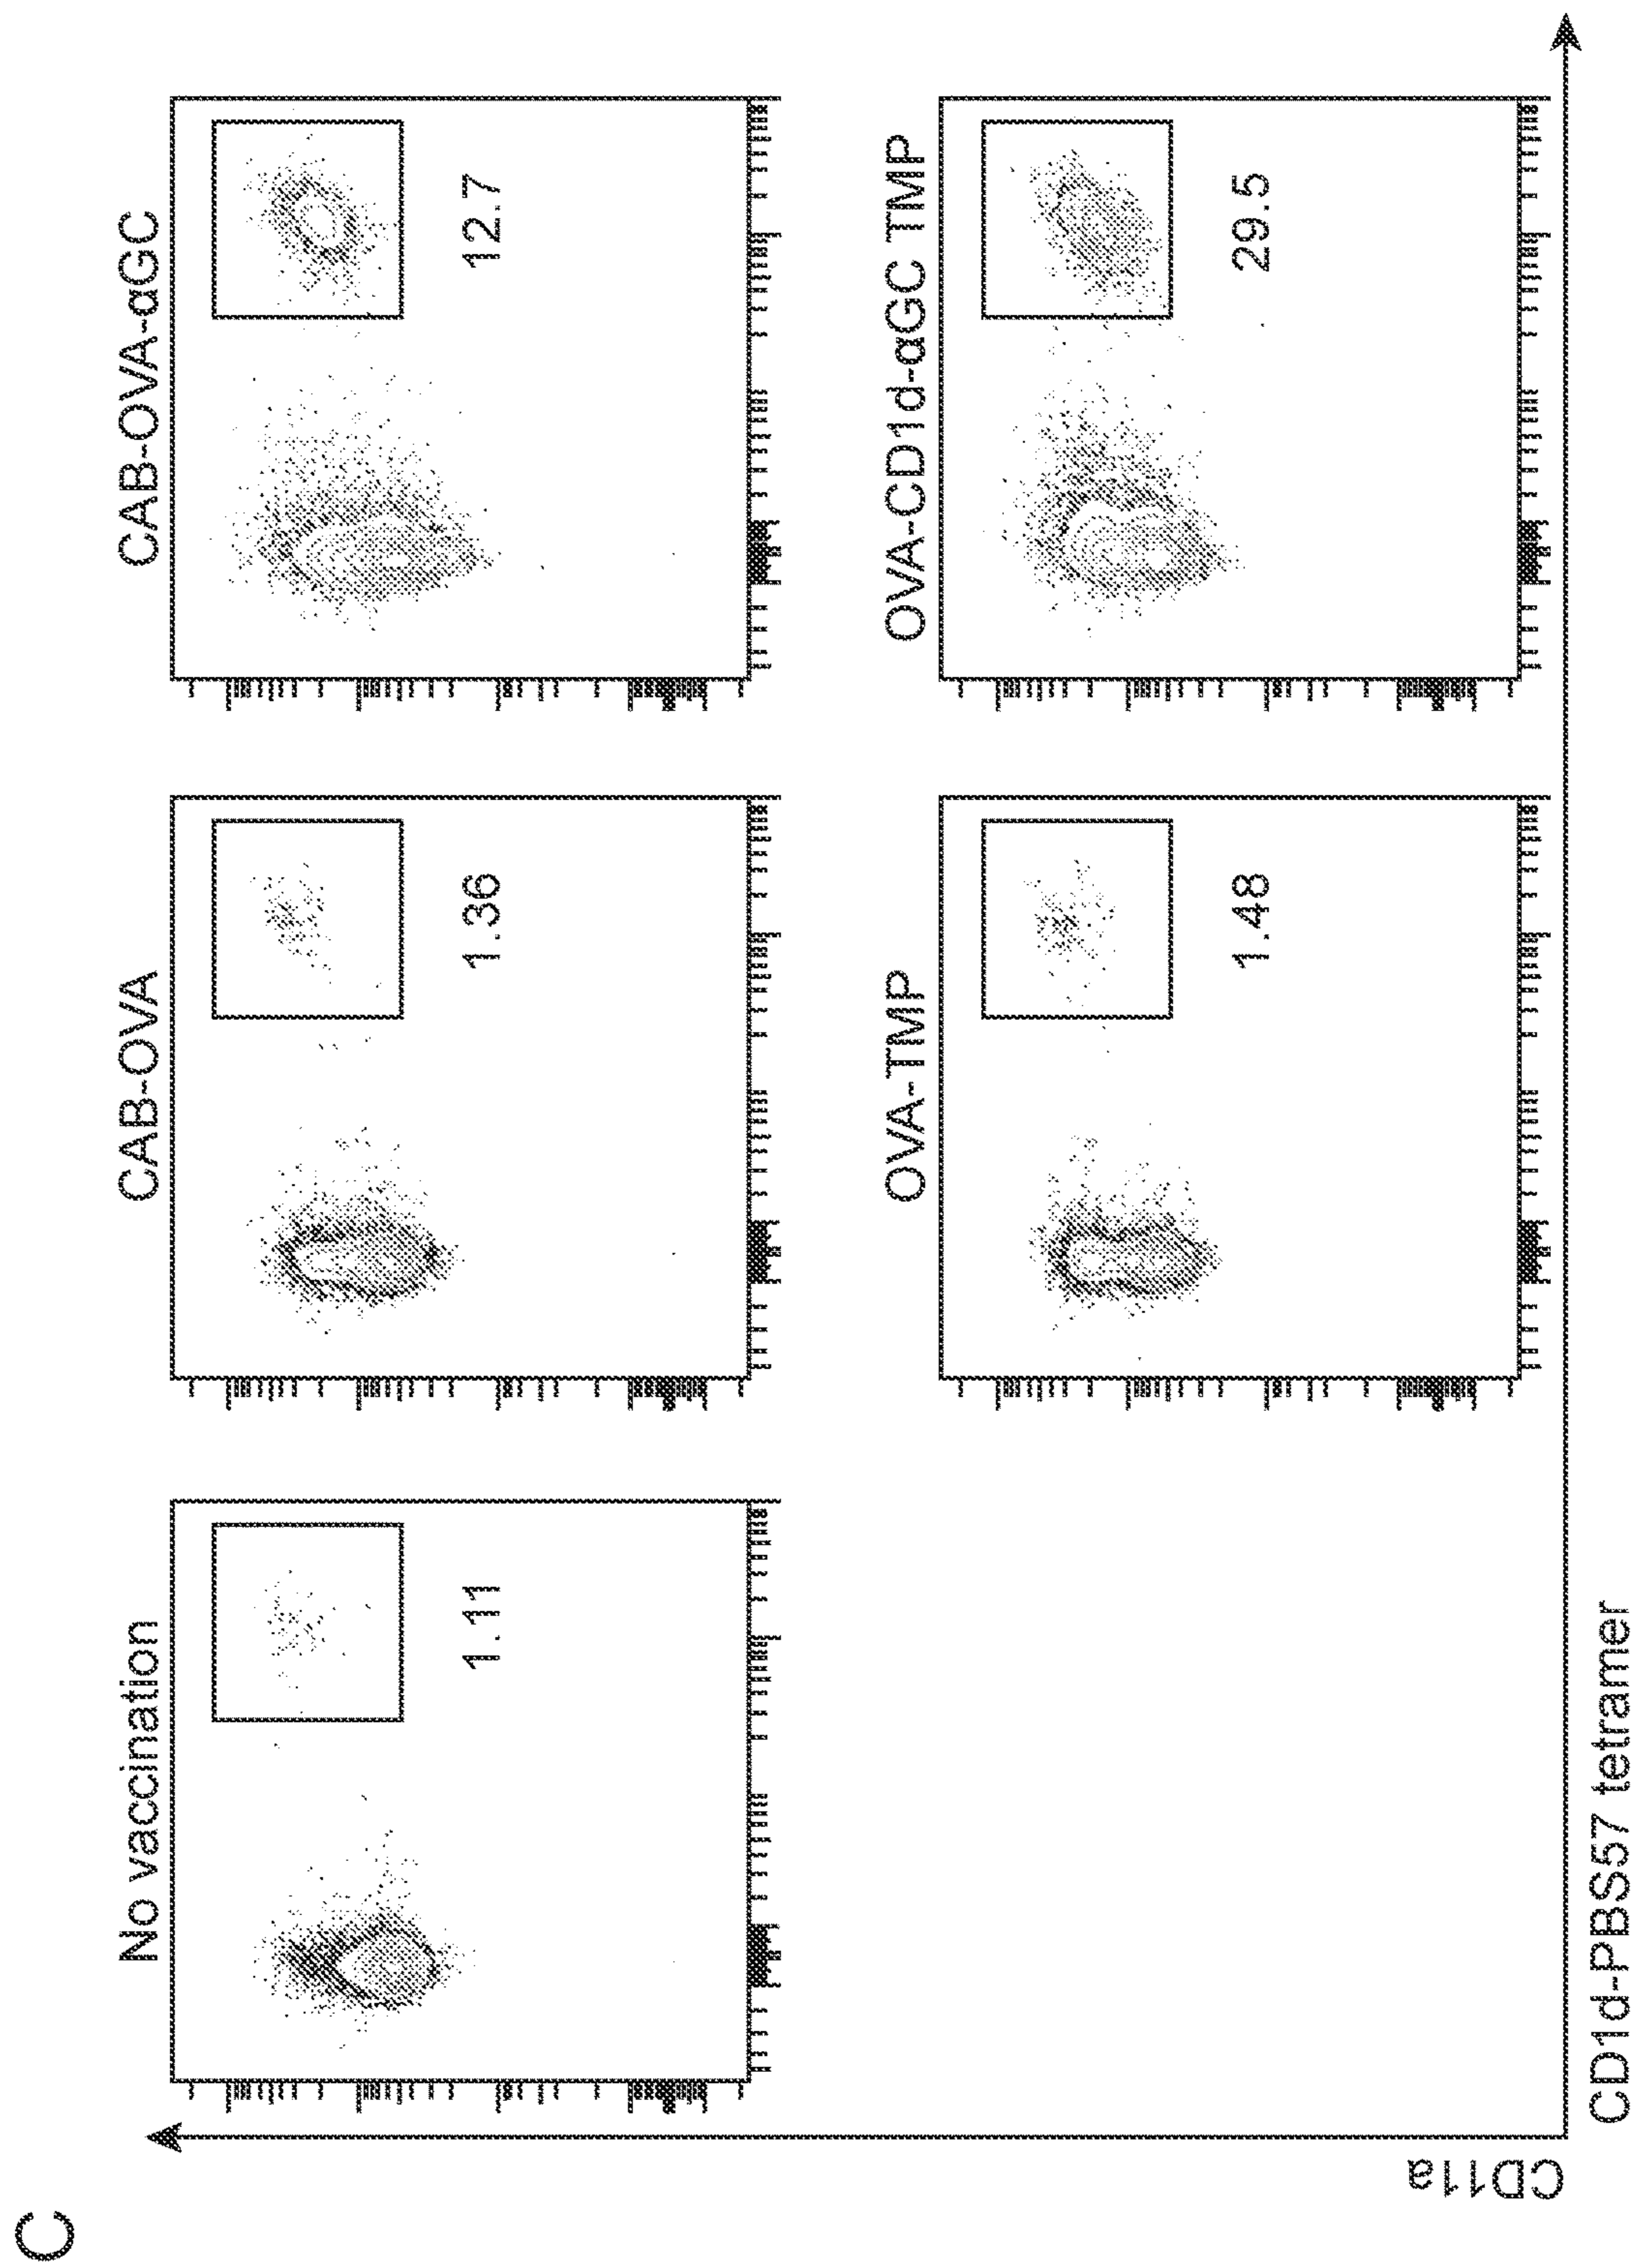 C
No vaccination
CAB-OVA
CAB-OVA-αGC
1.11
1.36
12.7
OVA-TMP
OVA-CD1d-αGC TMP
1.48
29.5
CD11a
CD1d-PBS57 tetramer